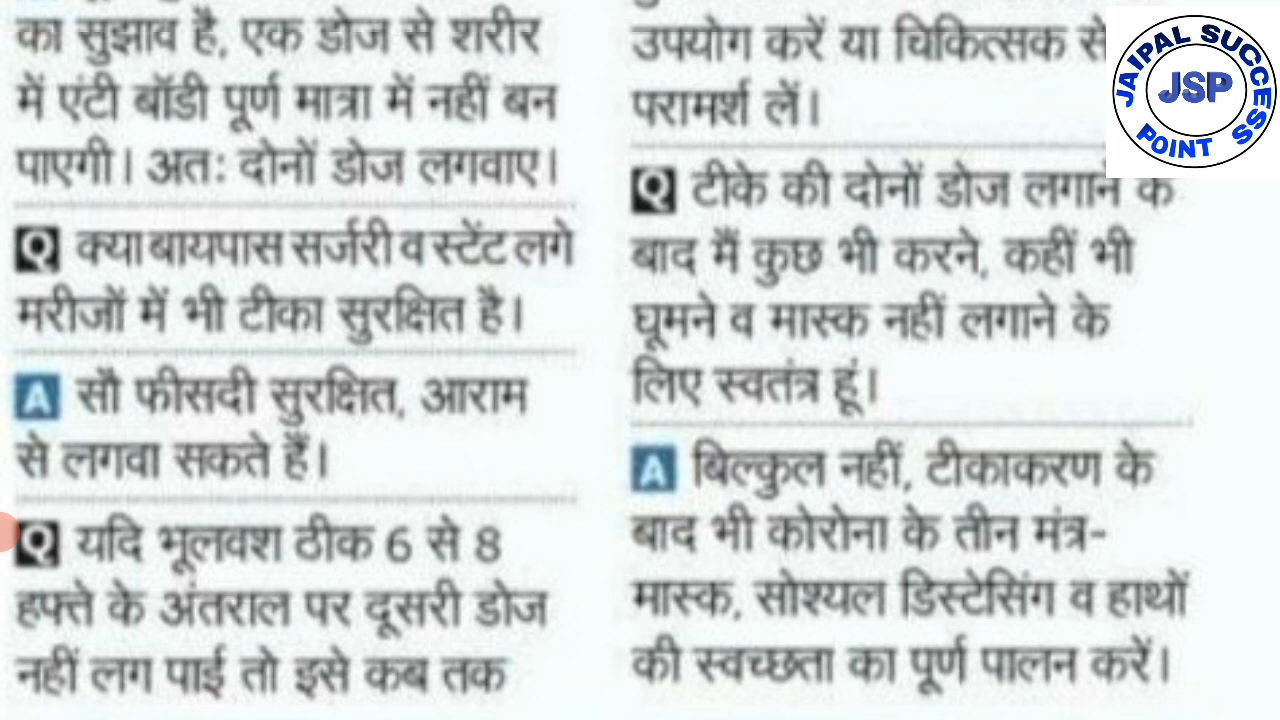 का सुझाव है, एक डोज से शरीर
में एंटी बॉडी पूर्ण मात्रा में नहीं बन
पाएगी। अतः दोनों डोज लगवाए।
Q क्या बायपास सर्जरी व स्टेंट लगे
मरीजों में भी टीका सुरक्षित है।
A सौ फीसदी सुरक्षित, आराम
से लगवा सकते हैं।
Q यदि भूलवश ठीक 6 से 8
हफ्ते के अंतराल पर दूसरी डोज
नहीं लग पाई तो इसे कब तक
उपयोग करें या चिकित्सक से
परामर्श लें।
Q टीके की दोनों डोज लगाने के
बाद मैं कुछ भी करने, कहीं भी
घूमने व मास्क नहीं लगाने के
लिए स्वतंत्र हूं।
A बिल्कुल नहीं, टीकाकरण के
बाद भी कोरोना के तीन मंत्र-
मास्क, सोश्यल डिस्टेसिंग व हाथों
की स्वच्छता का पूर्ण पालन करें।
JAIPAL SUCCESS
JSP
POINT